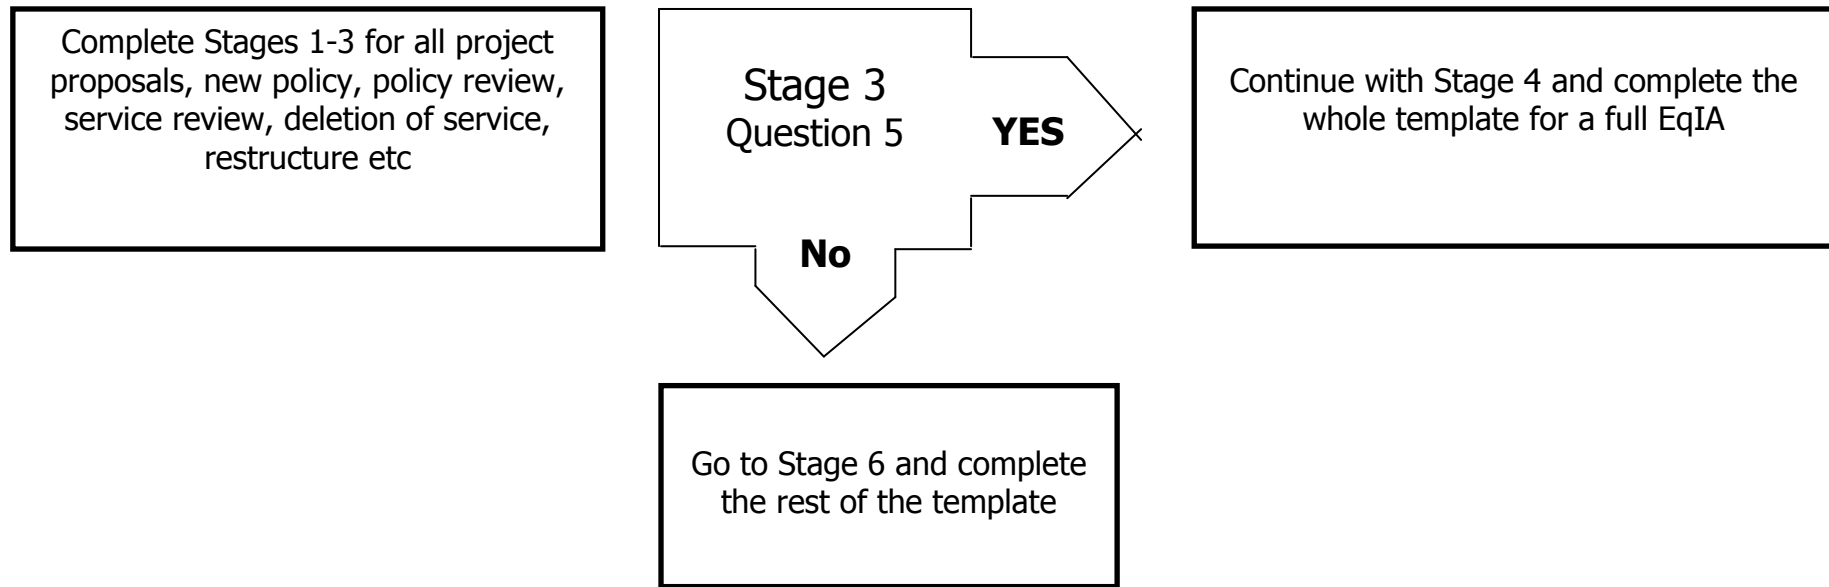 Complete Stages 1-3 for all project
proposals, new policy, policy review,
service review, deletion of service,
restructure etc
Stage 3
Question 5
YES
No
Continue with Stage 4 and complete the
whole template for a full EqIA
Go to Stage 6 and complete
the rest of the template